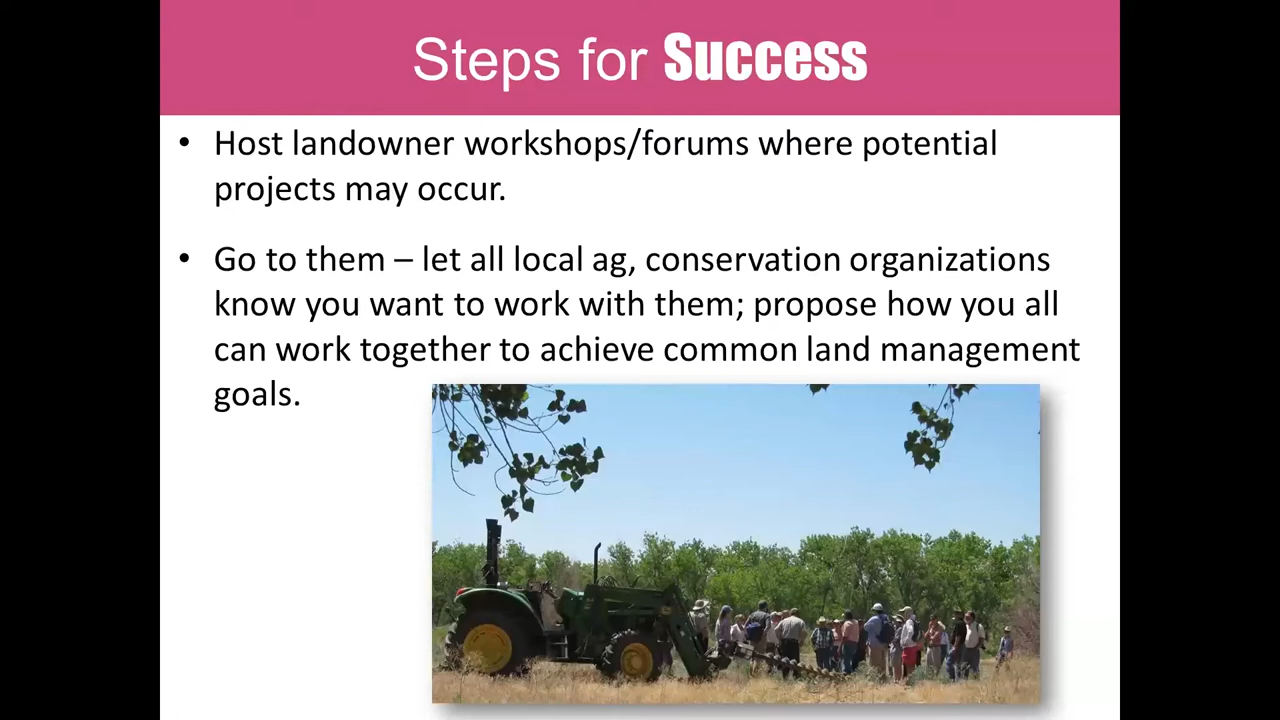 Steps for Success
• Host landowner workshops/forums where potential
projects may occur.
• Go to them – let all local ag, conservation organizations
know you want to work with them; propose how you all
can work together to achieve common land management
goals.